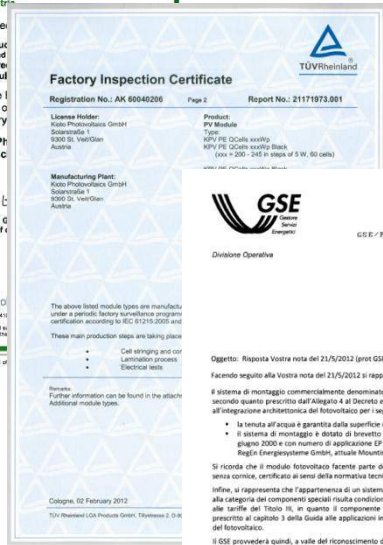 TÜVRheinland
Factory Inspection Certificate
Registration No.: AK 60040206 Page 2 Report No.: 21171973.001
License Holder:
Kioto Photovoltaics GmbH
Solarstraße 1
9300 St. Veit/Glan
Austria
Product:
PV Module
Type:
KPV PE QCells xxxWp
KPV PE QCells xxxWp Black
(xxx = 200 - 245 in steps of 5 W, 60 cells)
Manufacturing Plant:
Kioto Photovoltaics GmbH
Solarstraße 1
9300 St. Veit/Glan
Austria
The above listed module types are manufactu
under a periodic factory surveillance program
certification according to IEC 61215:2005 and
These main production steps are taking place
Cell stringing and con
Lamination process
Electrical tests
Remarks:
Further information can be found in the attach
Additional module types.
Cologne, 02 February 2012
TÜV Rheinland LGA Products GmbH, Tillystrasse 2, D-90
GSE
Gestore
Servizi
Energetici
GSE/
Divisione Operativa
Oggetto: Risposta Vostra nota del 21/5/2012 (prot GS
Facendo seguito alla Vostra nota del 21/5/2012 si rapp
il sistema di montaggio commercialmente denominato
secondo quanto prescritto dall'Allegato 4 al Decreto e
all'integrazione architettonica del fotovoltaico per i seg
• la tenuta all'acqua è garantita dalla superficie
• il sistema di montaggio è dotato di brevetto
giugno 2000 e con numero di applicazione EP
RegEn Energiesysteme GmbH, attuale Mountin
Si ricorda che il modulo fotovoltaico facente parte d
senza cornice, certificato ai sensi della normativa tecni
Infine, si rappresenta che l'appartenenza di un sistema
alla categoria dei componenti speciali risulta condizion
alle tariffe del Titolo III, in quanto il componente
prescritto al capitolo 3 della Guida alle applicazioni in
del fotovoltaico.
Il GSE provvederà quindi, a valle del riconoscimento d